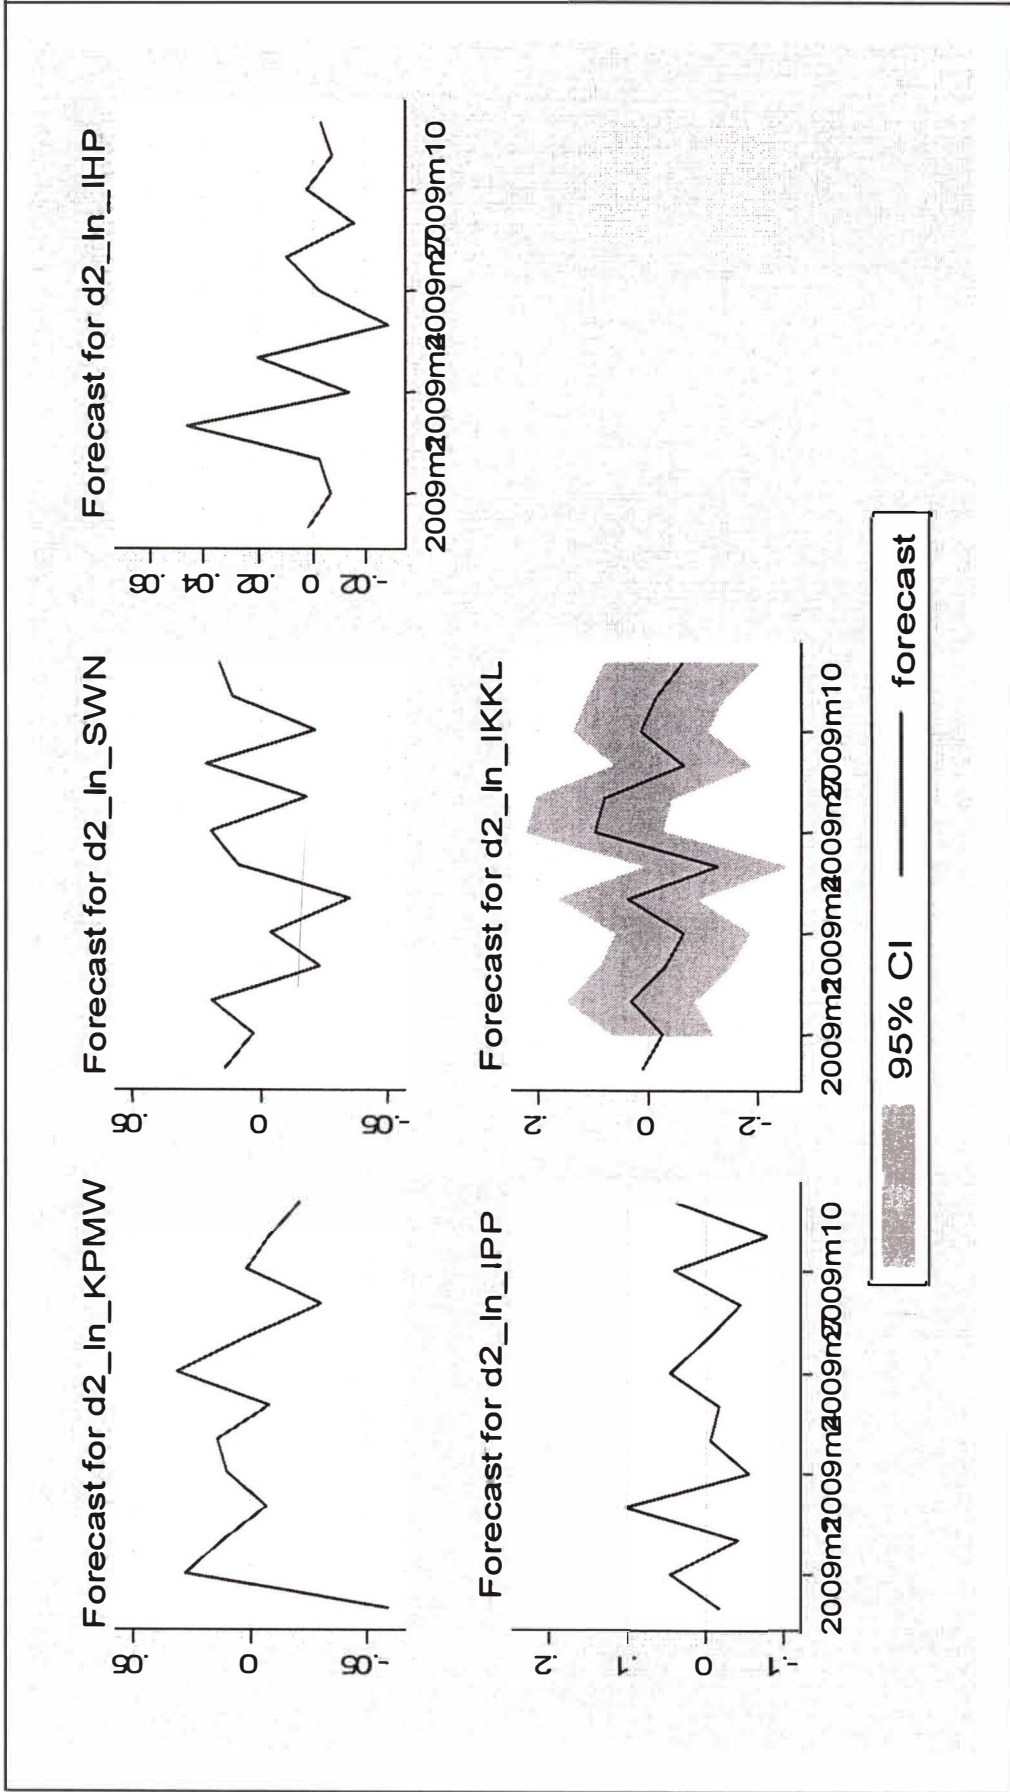 Forecast for d2_ln_KPMW
.05
0
-.05
Forecast for d2_ln_SWN
.05
0
-.05
Forecast for d2_ln_IHP
.06
.04
.02
0
-.02
2009m1 2009m4 2009m7 2009m10
Forecast for d2_ln_IPP
.2
.1
0
-.1
2009m1 2009m4 2009m7 2009m10
Forecast for d2_ln_IKKL
.2
0
-.2
2009m1 2009m4 2009m7 2009m10
95% CI
forecast